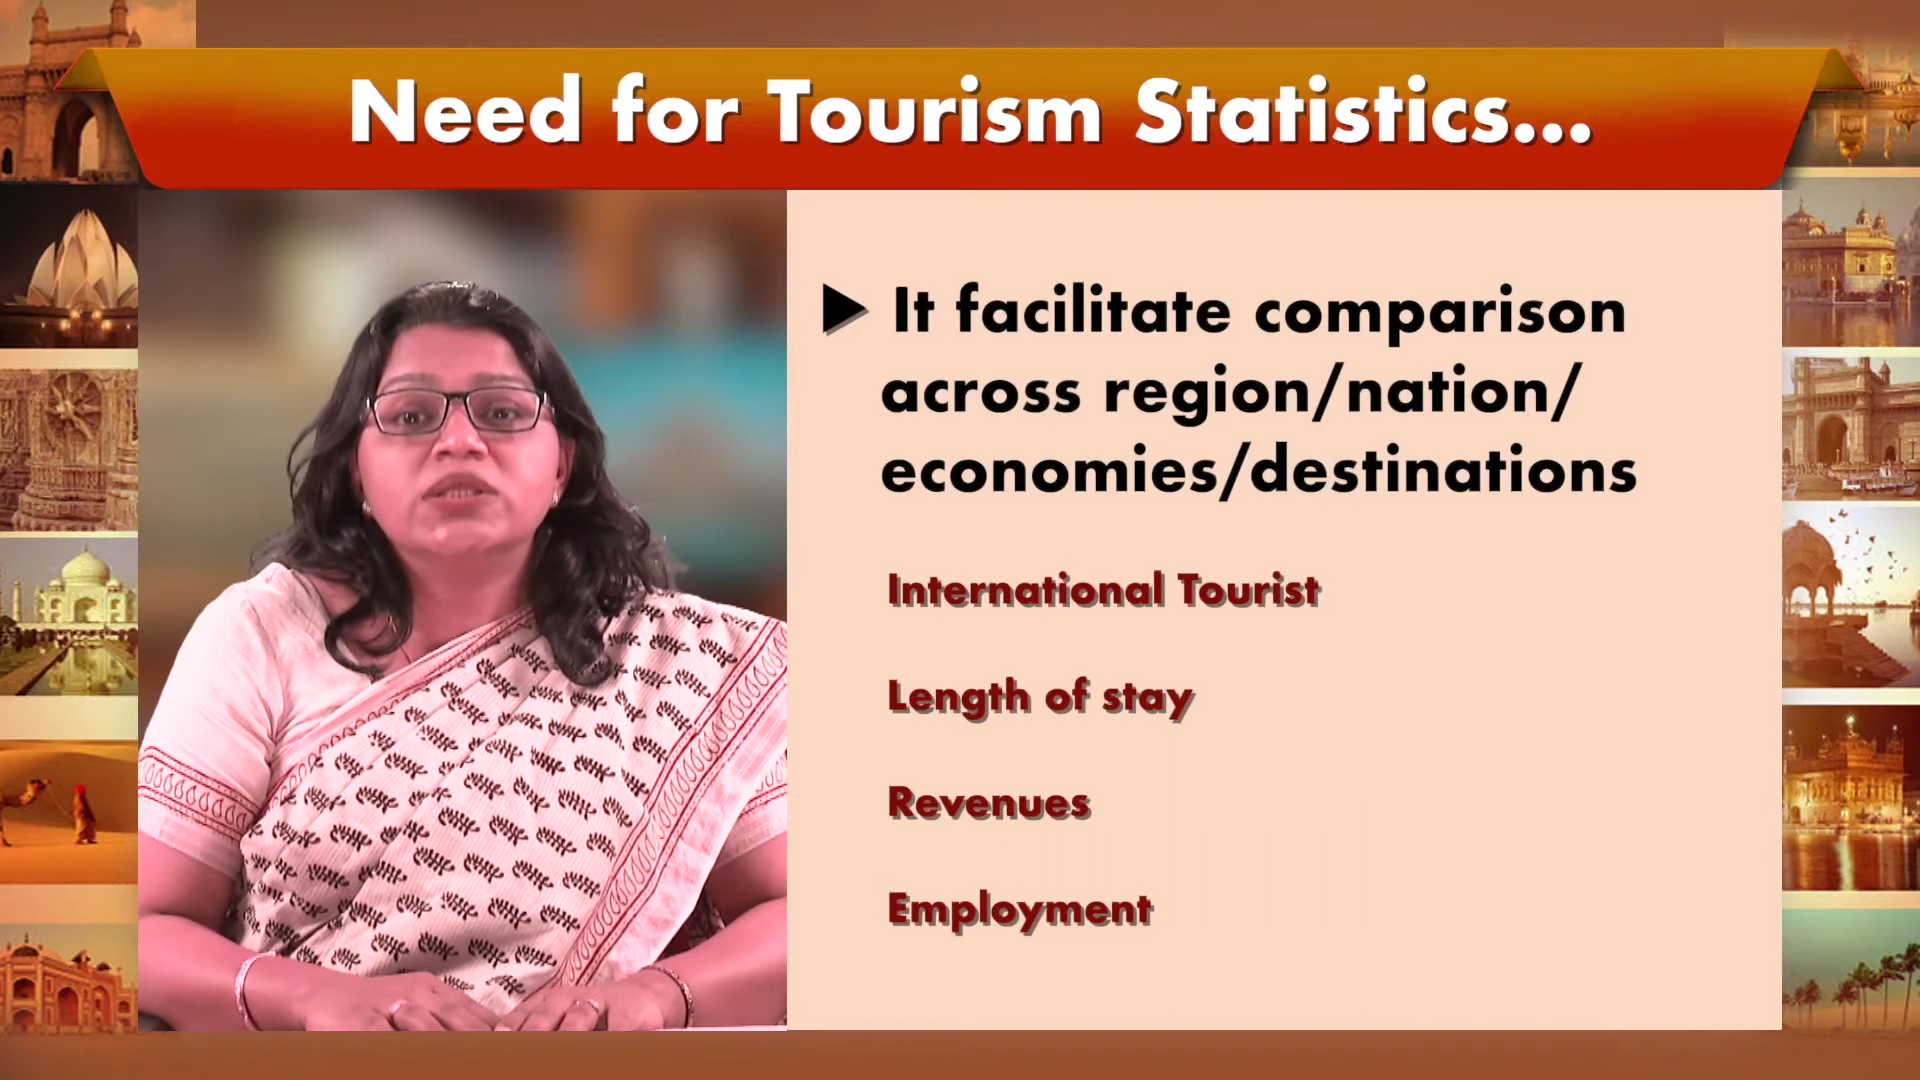 Need for Tourism Statistics...
▶ It facilitate comparison
across region/nation/
economies/destinations
International Tourist
Length of stay
Revenues
Employment